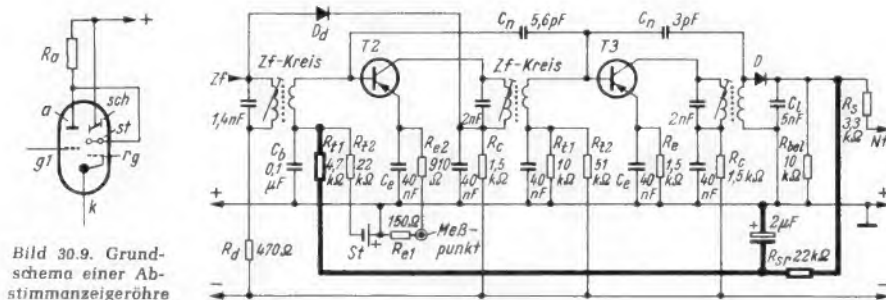 Ra
+
a
sch
st
g1
rg
k
Bild 30.9. Grund-
schema einer Ab-
stimmanzeigeröhre
Dd
Cn 5,6pF
Cn 3pF
Zf
Zf-Kreis
T2
Zf-Kreis
T3
D
1,4nF
2nF
2nF
CL
5nF
Rs
3,3
kΩ
Nf
Cb
0,1
μF
Rt1
4,7
kΩ
Rt2
22
kΩ
Ce
40
nF
Re2
910
Ω
40
nF
Rc
1,5
kΩ
40
nF
Rt1
10
kΩ
Rt2
51
kΩ
Ce
40
nF
Re
1,5
kΩ
40
nF
Rc
1,5kΩ
Rbel
10
kΩ
+
+
Rd
470Ω
St
+
150Ω
Re1
Meß-
punkt
+
2μF
Rsr
22kΩ
−
−